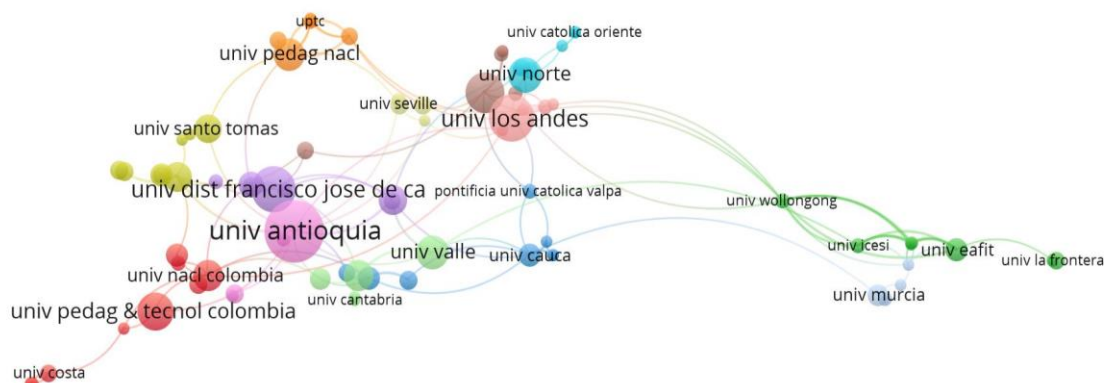 uptc
univ pedag nacl
univ catolica oriente
univ norte
univ seville
univ los andes
univ santo tomas
univ dist francisco jose de ca
pontificia univ catolica valpa
univ wollongong
univ antioquia
univ valle
univ cauca
univ icesi
univ eafit
univ la frontera
univ nacl colombia
univ cantabria
univ murcia
univ pedag & tecnol colombia
univ costa